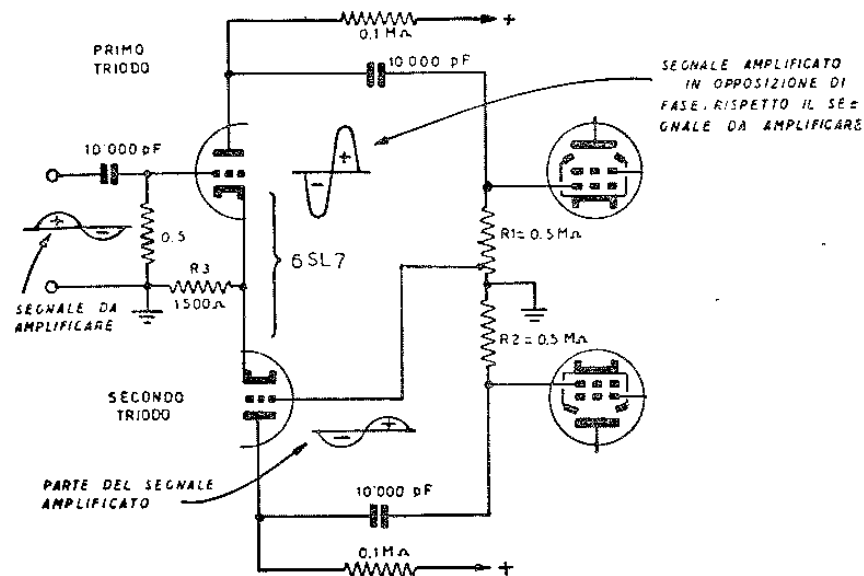 0.1 MΩ
+
PRIMO
TRIODO
10'000 pF
SEGNALE AMPLIFICATO
IN OPPOSIZIONE DI
FASE, RISPETTO IL SE=
GNALE DA AMPLIFICARE
10'000 pF
+
−
+
−
0.5
R1= 0.5 MΩ
6SL7
R3
1500Ω
SEGNALE DA
AMPLIFICARE
R2= 0.5 MΩ
SECONDO
TRIODO
−
+
PARTE DEL SEGNALE
AMPLIFICATO
10'000 pF
0.1 MΩ
+